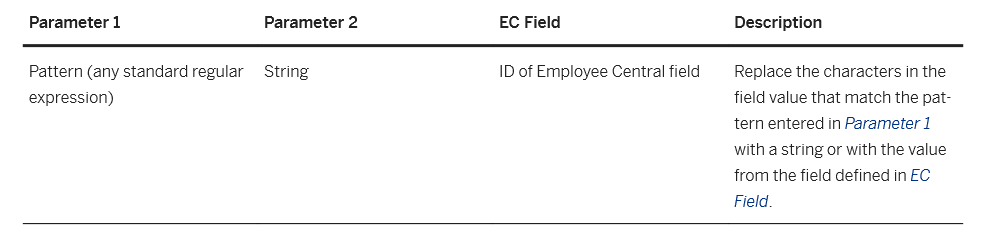 Parameter 1 Parameter 2 EC Field Description
Pattern (any standard regular String ID of Employee Central field Replace the characters in the
expression) field value that match the pat-
tern entered in Parameter 1
with a string or with the value
from the field defined in EC
Field.